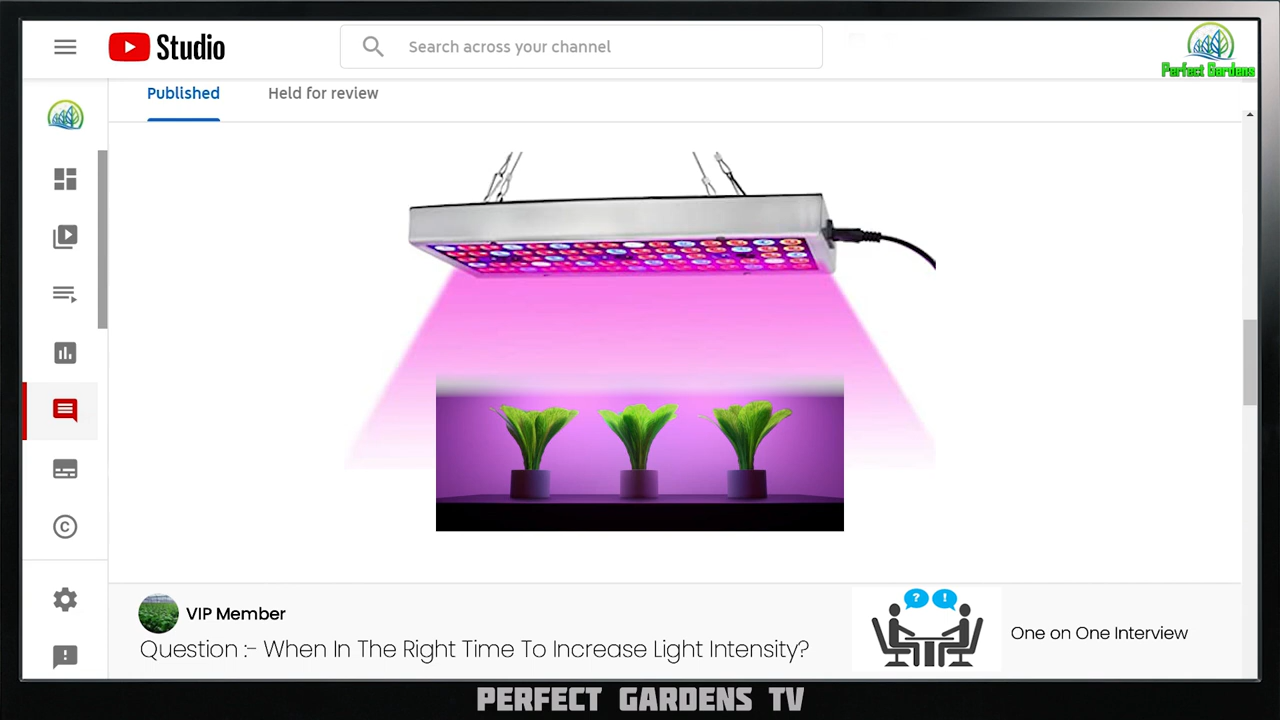 Studio
Search across your channel
Perfect Gardens
Published
Held for review
C
? !
VIP Member
Question :- When In The Right Time To Increase Light Intensity?
One on One Interview
PERFECT GARDENS TV